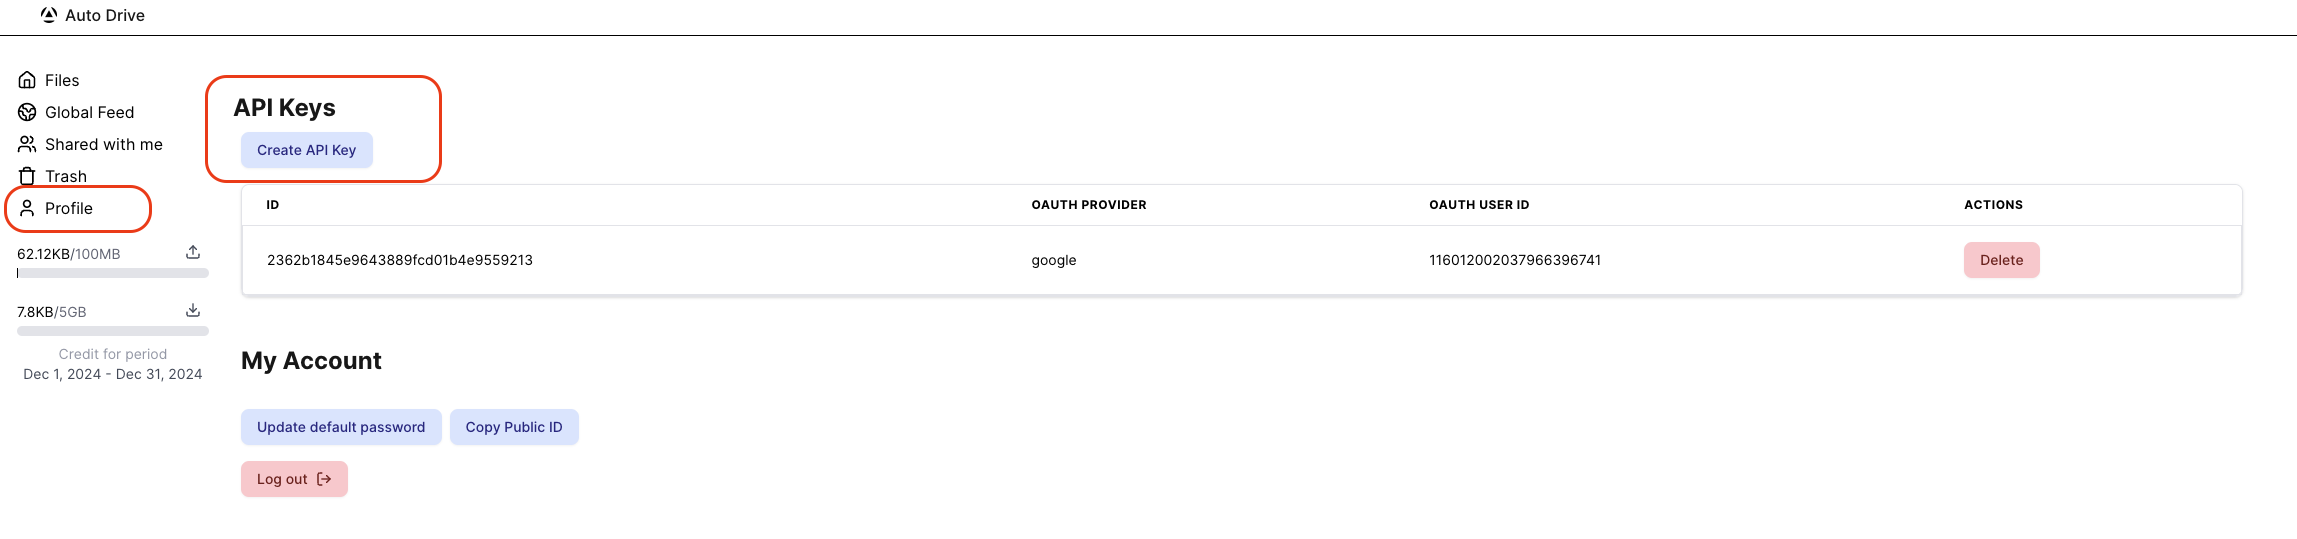 Auto Drive
Files
Global Feed
Shared with me
Trash
Profile
62.12KB/100MB
7.8KB/5GB
Credit for period
Dec 1, 2024 - Dec 31, 2024
API Keys
Create API Key
ID OAUTH PROVIDER OAUTH USER ID ACTIONS
2362b1845e9643889fcd01b4e9559213 google 116012002037966396741 Delete
My Account
Update default password Copy Public ID
Log out